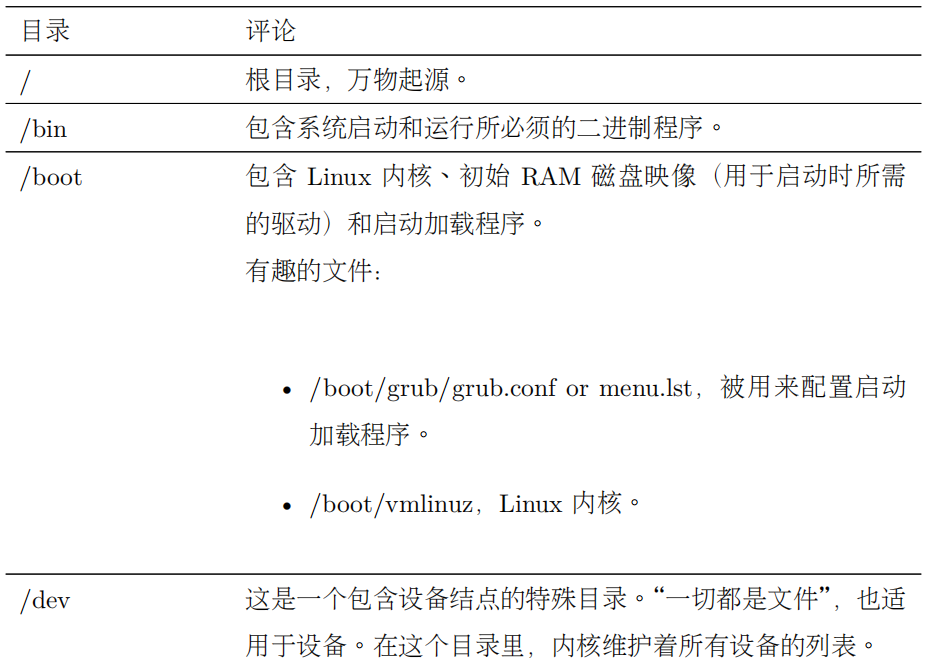 目录 评论
/ 根目录，万物起源。
/bin 包含系统启动和运行所必须的二进制程序。
/boot 包含 Linux 内核、初始 RAM 磁盘映像（用于启动时所需
的驱动）和启动加载程序。
有趣的文件:
• /boot/grub/grub.conf or menu.lst，被用来配置启动
加载程序。
• /boot/vmlinuz，Linux 内核。
/dev 这是一个包含设备结点的特殊目录。“一切都是文件”，也适
用于设备。在这个目录里，内核维护着所有设备的列表。